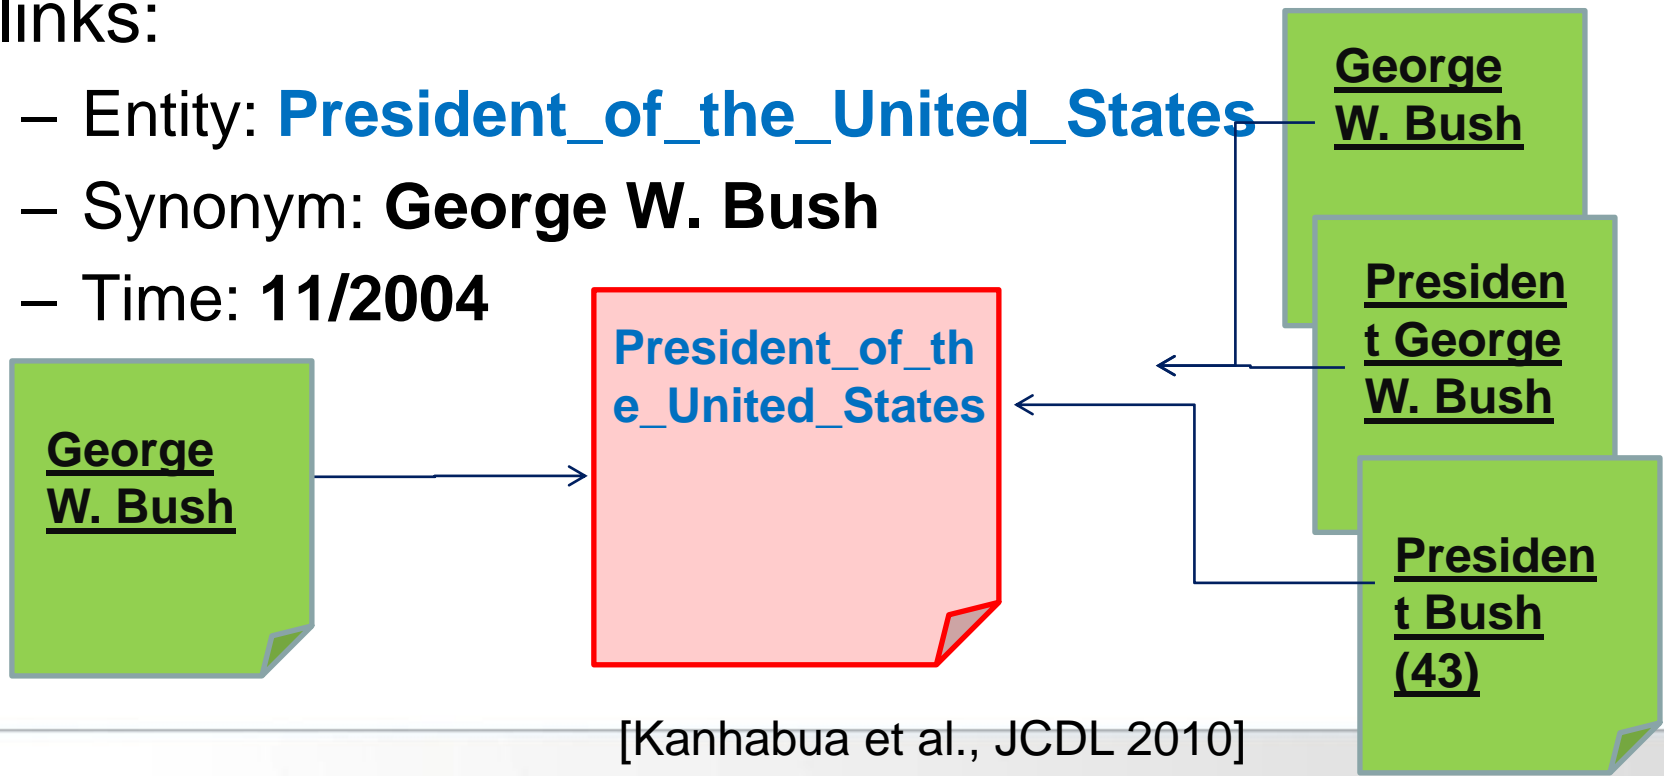 links:
– Entity: President_of_the_United_States
– Synonym: George W. Bush
– Time: 11/2004
George
W. Bush
President_of_th
e_United_States
George
W. Bush
Presiden
t George
W. Bush
Presiden
t Bush
(43)
[Kanhabua et al., JCDL 2010]